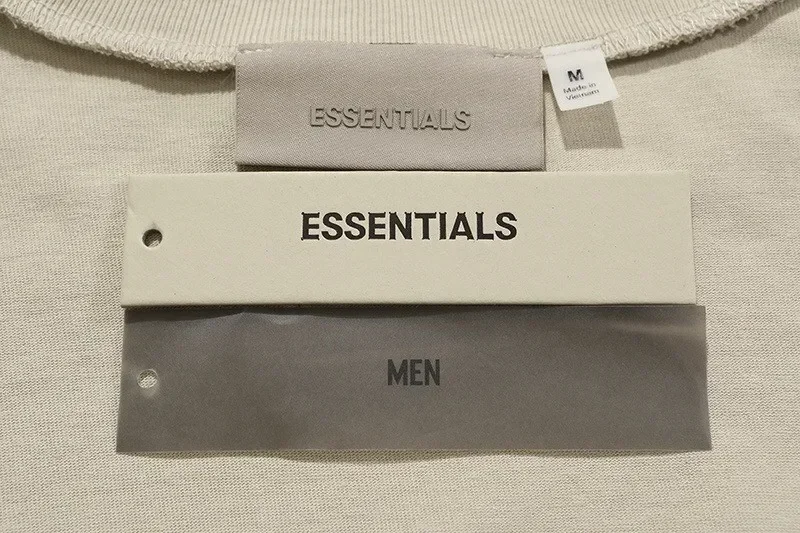 ESSENTIALS
M
Made in
Vietnam
ESSENTIALS
MEN